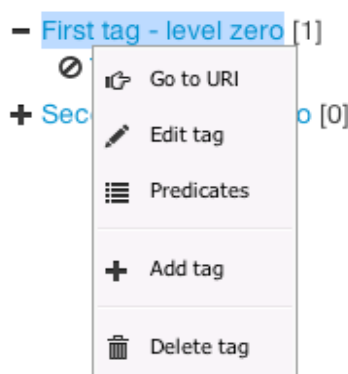 First tag - level zero [1]
Go to URI
Sec
o [0]
Edit tag
Predicates
Add tag
Delete tag